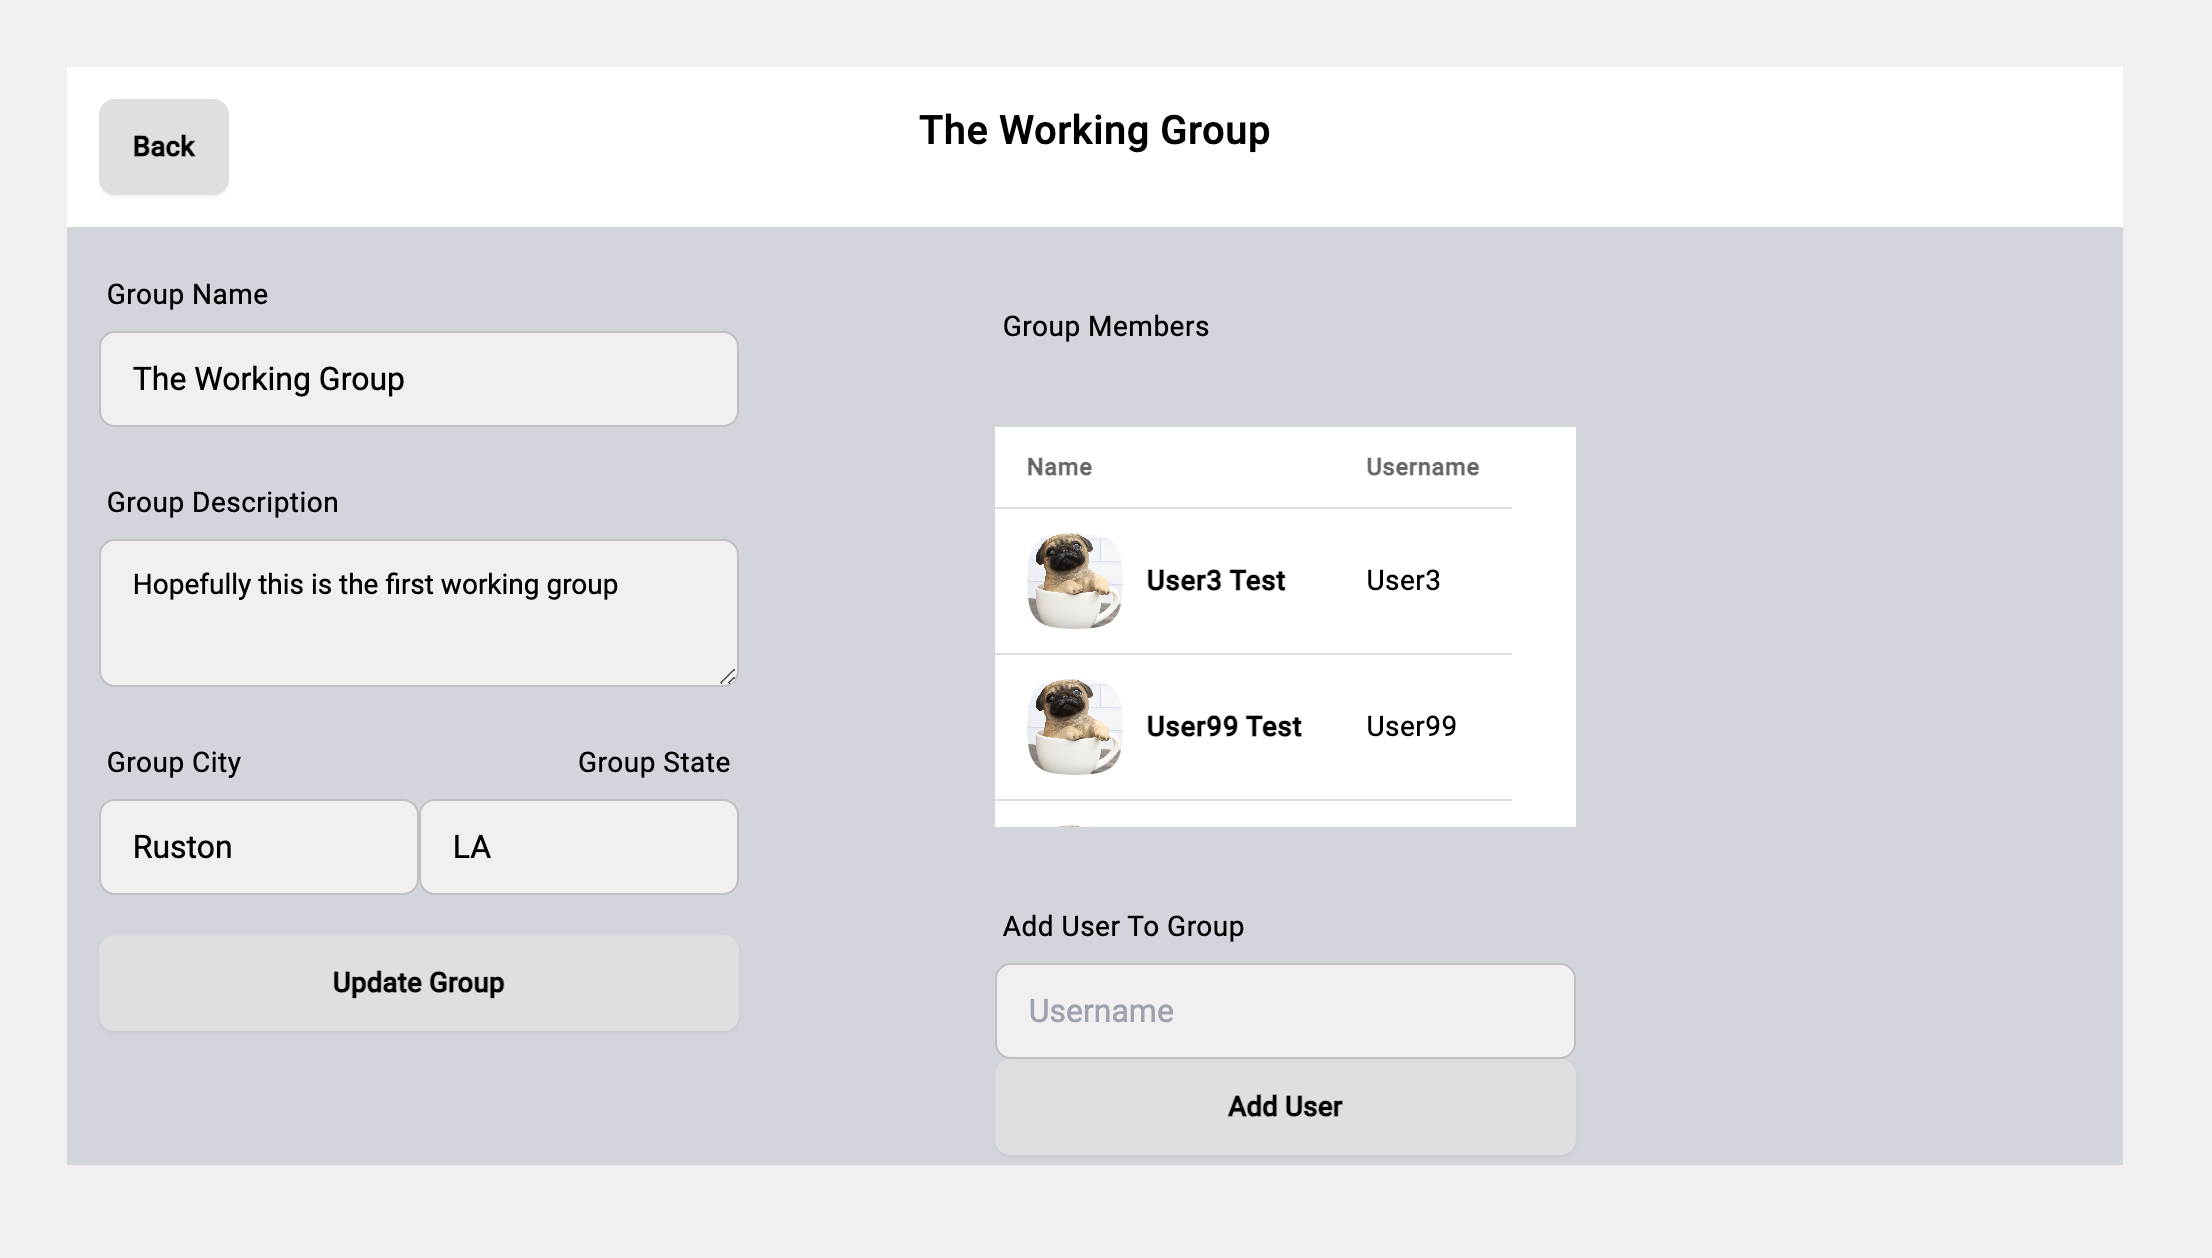 Back
The Working Group
Group Name
The Working Group
Group Description
Hopefully this is the first working group
Group City Group State
Ruston LA
Update Group
Group Members
Name Username
User3 Test User3
User99 Test User99
Add User To Group
Username
Add User